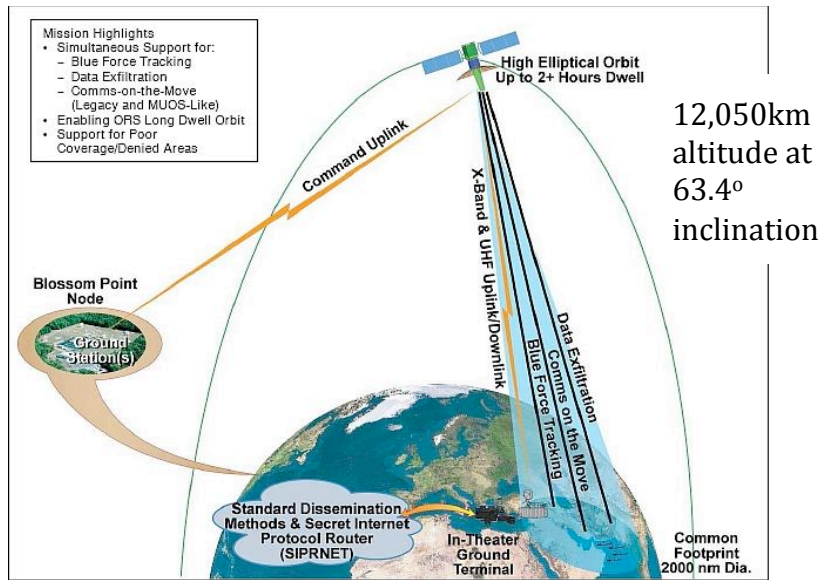 Mission Highlights
• Simultaneous Support for:
– Blue Force Tracking
– Data Exfiltration
– Comms-on-the-Move
(Legacy and MUOS-Like)
• Enabling ORS Long Dwell Orbit
• Support for Poor
Coverage/Denied Areas
High Elliptical Orbit
Up to 2+ Hours Dwell
12,050km
altitude at
63.4º
inclination
Command Uplink
X-Band & UHF Uplink/Downlink
Blue Force Tracking
Comms on the Move
Data Exfiltration
Blossom Point
Node
Ground
Station(s)
Standard Dissemination
Methods & Secret Internet
Protocol Router
(SIPRNET)
In-Theater
Ground
Terminal
Common
Footprint
2000 nm Dia.